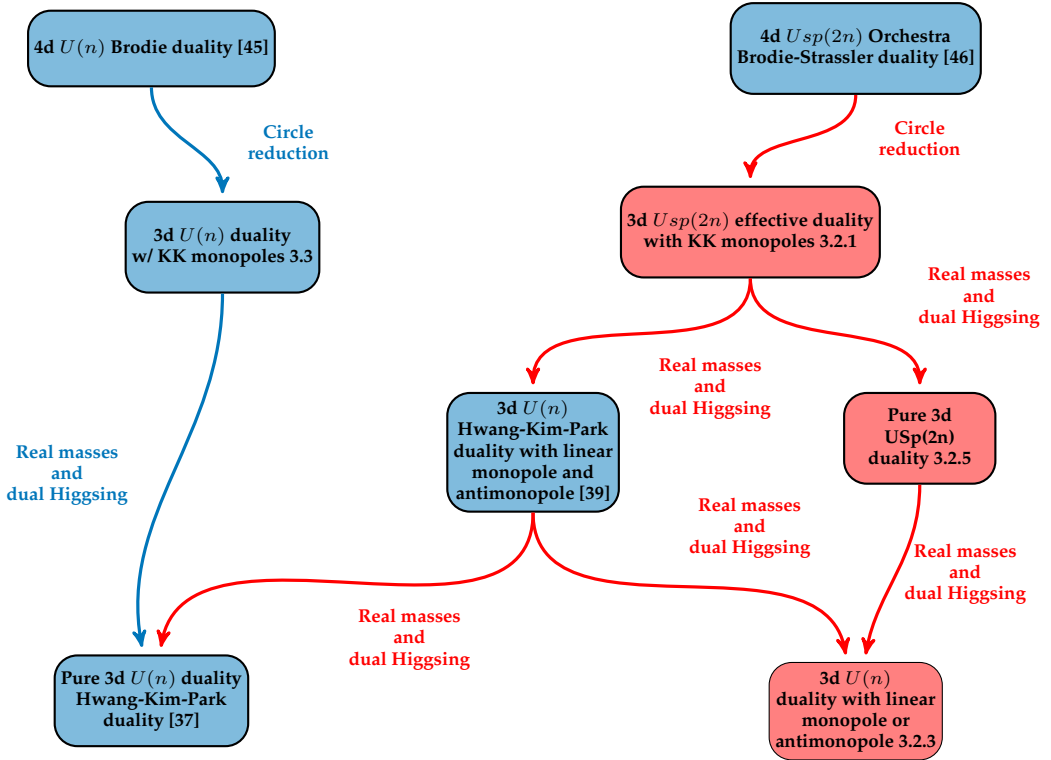 4d U(n) Brodie duality [45]
4d Usp(2n) Orchestra
Brodie-Strassler duality [46]
Circle
reduction
Circle
reduction
3d U(n) duality
w/ KK monopoles 3.3
3d Usp(2n) effective duality
with KK monopoles 3.2.1
Real masses
and
dual Higgsing
Real masses
and
dual Higgsing
3d U(n)
Hwang-Kim-Park
duality with linear
monopole and
antimonopole [39]
Pure 3d
USp(2n)
duality 3.2.5
Real masses
and
dual Higgsing
Real masses
and
dual Higgsing
Real masses
and
dual Higgsing
Real masses
and
dual Higgsing
Pure 3d U(n) duality
Hwang-Kim-Park
duality [37]
3d U(n)
duality with linear
monopole or
antimonopole 3.2.3